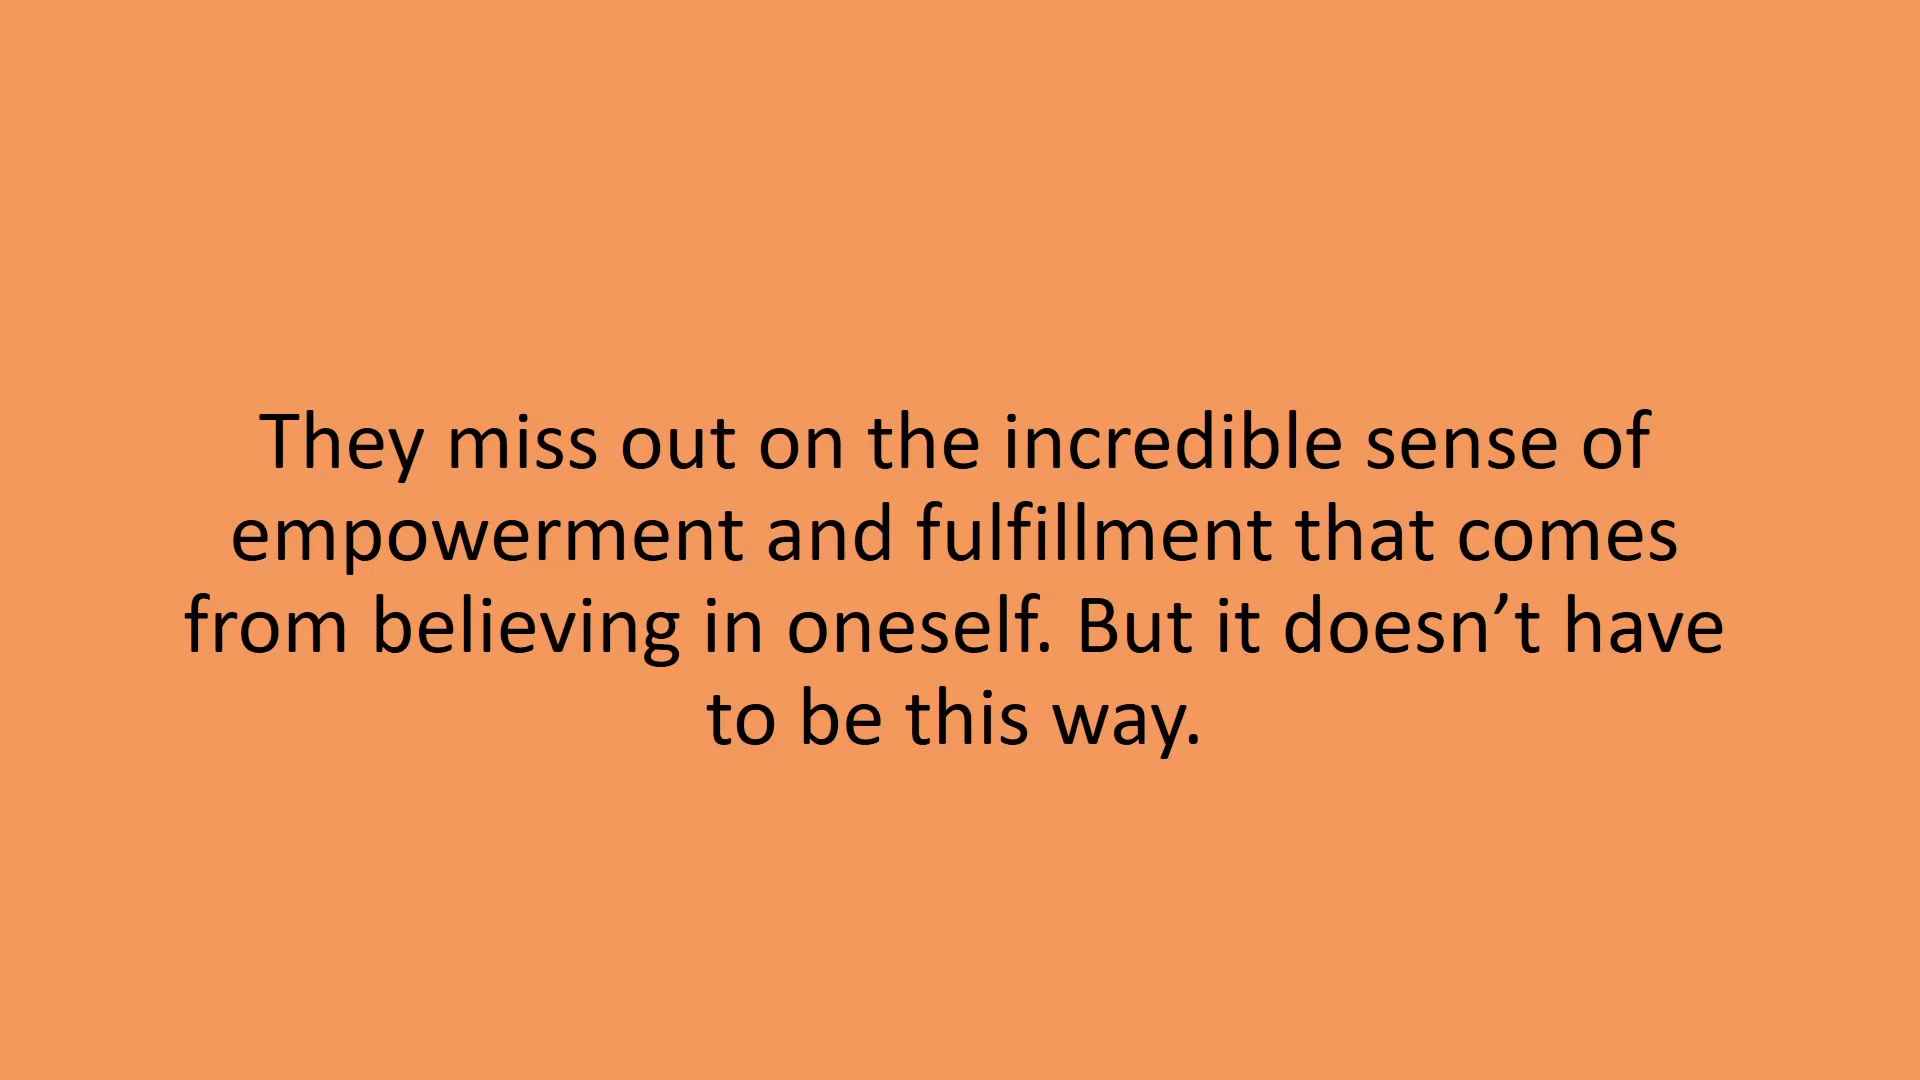 They miss out on the incredible sense of
empowerment and fulfillment that comes
from believing in oneself. But it doesn’t have
to be this way.